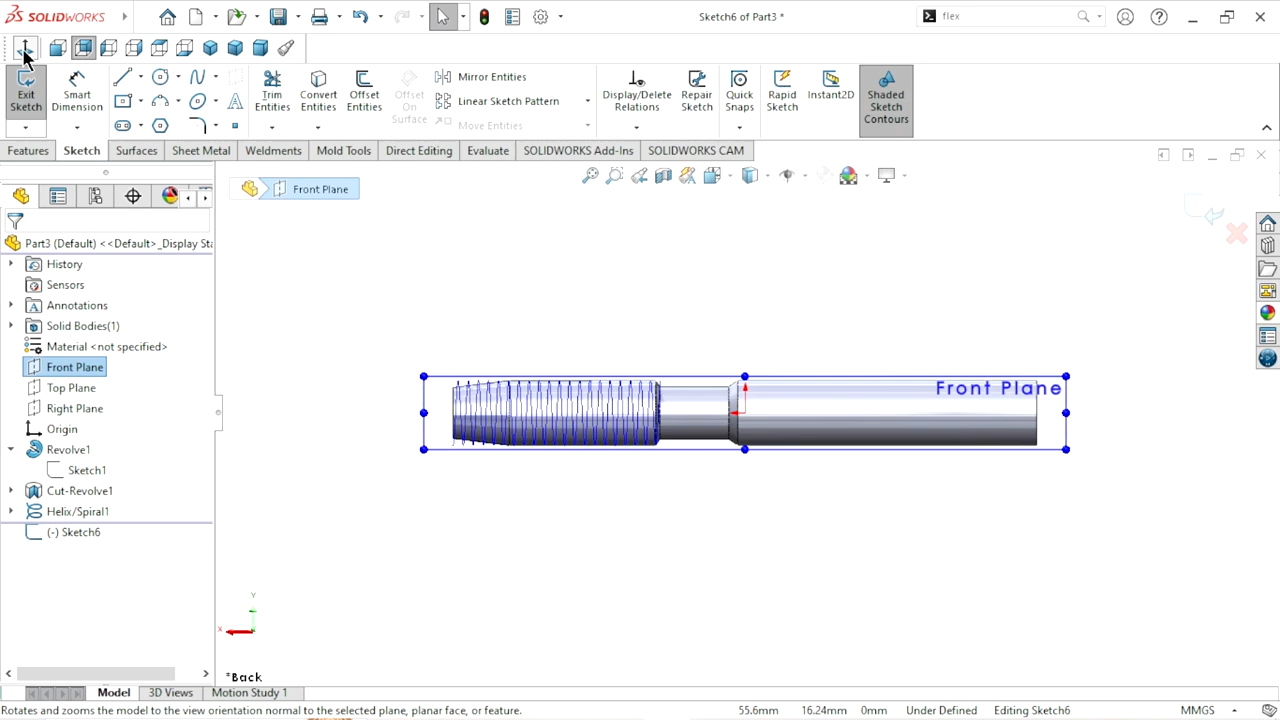 SOLIDWORKS
Sketch6 of Part3 *
flex
Exit
Sketch
Smart
Dimension
Trim
Entities
Convert
Entities
Offset
Entities
Offset
On
Surface
Mirror Entities
Linear Sketch Pattern
Move Entities
Display/Delete
Relations
Repair
Sketch
Quick
Snaps
Rapid
Sketch
Instant2D
Shaded
Sketch
Contours
Features
Sketch
Surfaces
Sheet Metal
Weldments
Mold Tools
Direct Editing
Evaluate
SOLIDWORKS Add-Ins
SOLIDWORKS CAM
Front Plane
Part3 (Default) <<Default>_Display Sta
History
Sensors
Annotations
Solid Bodies(1)
Material <not specified>
Front Plane
Top Plane
Right Plane
Origin
Revolve1
Sketch1
Cut-Revolve1
Helix/Spiral1
(-) Sketch6
Front Plane
Y
X
*Back
Model
3D Views
Motion Study 1
Rotates and zooms the model to the view orientation normal to the selected plane, planar face, or feature.
55.6mm
16.24mm
0mm
Under Defined
Editing Sketch6
MMGS